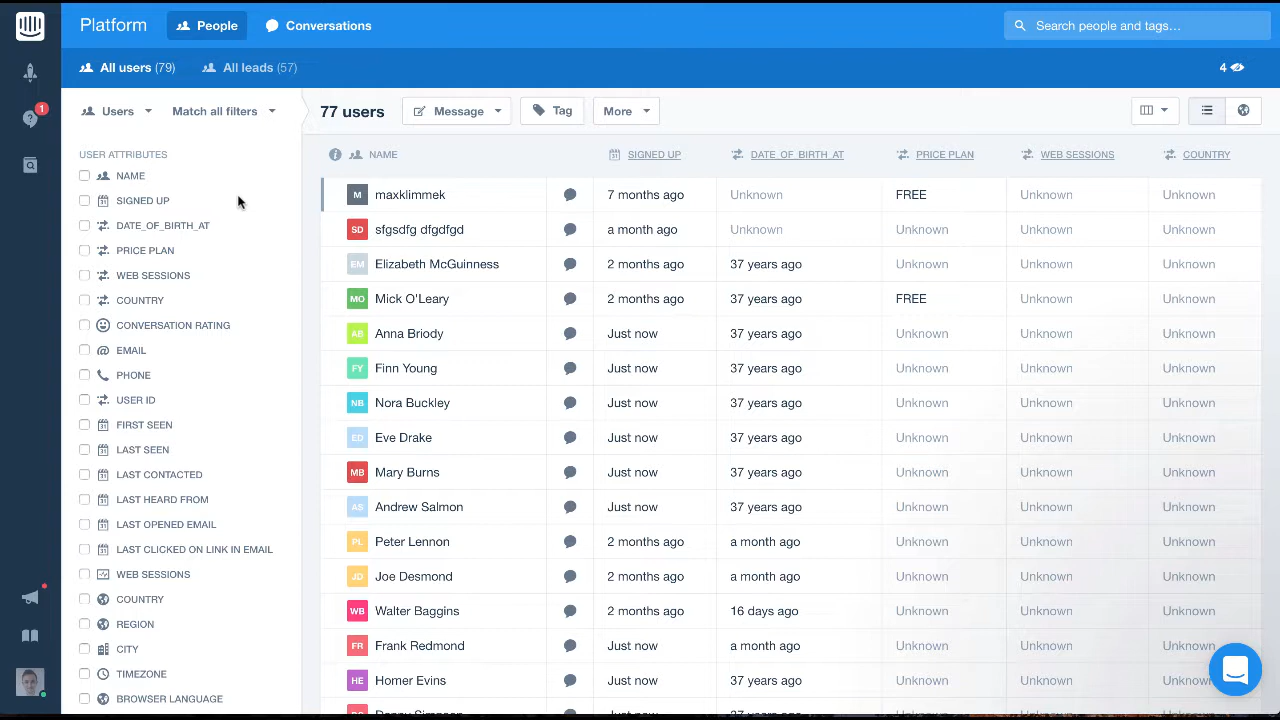 Platform People Conversations Search people and tags…
All users (79) All leads (57) 4
1
Users Match all filters 77 users Message Tag More
USER ATTRIBUTES
NAME
SIGNED UP
DATE_OF_BIRTH_AT
PRICE PLAN
WEB SESSIONS
COUNTRY
CONVERSATION RATING
EMAIL
PHONE
USER ID
FIRST SEEN
LAST SEEN
LAST CONTACTED
LAST HEARD FROM
LAST OPENED EMAIL
LAST CLICKED ON LINK IN EMAIL
WEB SESSIONS
COUNTRY
REGION
CITY
TIMEZONE
BROWSER LANGUAGE
NAME SIGNED UP DATE_OF_BIRTH_AT PRICE PLAN WEB SESSIONS COUNTRY
M maxklimmek 7 months ago Unknown FREE Unknown Unknown
SD sfgsdfg dfgdfgd a month ago Unknown Unknown Unknown Unknown
EM Elizabeth McGuinness 2 months ago 37 years ago Unknown Unknown Unknown
MO Mick O'Leary 2 months ago 37 years ago FREE Unknown Unknown
AB Anna Briody Just now 37 years ago Unknown Unknown Unknown
FY Finn Young Just now 37 years ago Unknown Unknown Unknown
NB Nora Buckley Just now 37 years ago Unknown Unknown Unknown
ED Eve Drake Just now 37 years ago Unknown Unknown Unknown
MB Mary Burns Just now 37 years ago Unknown Unknown Unknown
AS Andrew Salmon Just now 37 years ago Unknown Unknown Unknown
PL Peter Lennon 2 months ago a month ago Unknown Unknown Unknown
JD Joe Desmond 2 months ago a month ago Unknown Unknown Unknown
WB Walter Baggins 2 months ago 16 days ago Unknown Unknown Unknown
FR Frank Redmond Just now a month ago Unknown Unknown Unknown
HE Homer Evins Just now 37 years ago Unknown Unknown Unknown
Just now 37 years ago Unknown Unknown Unknown